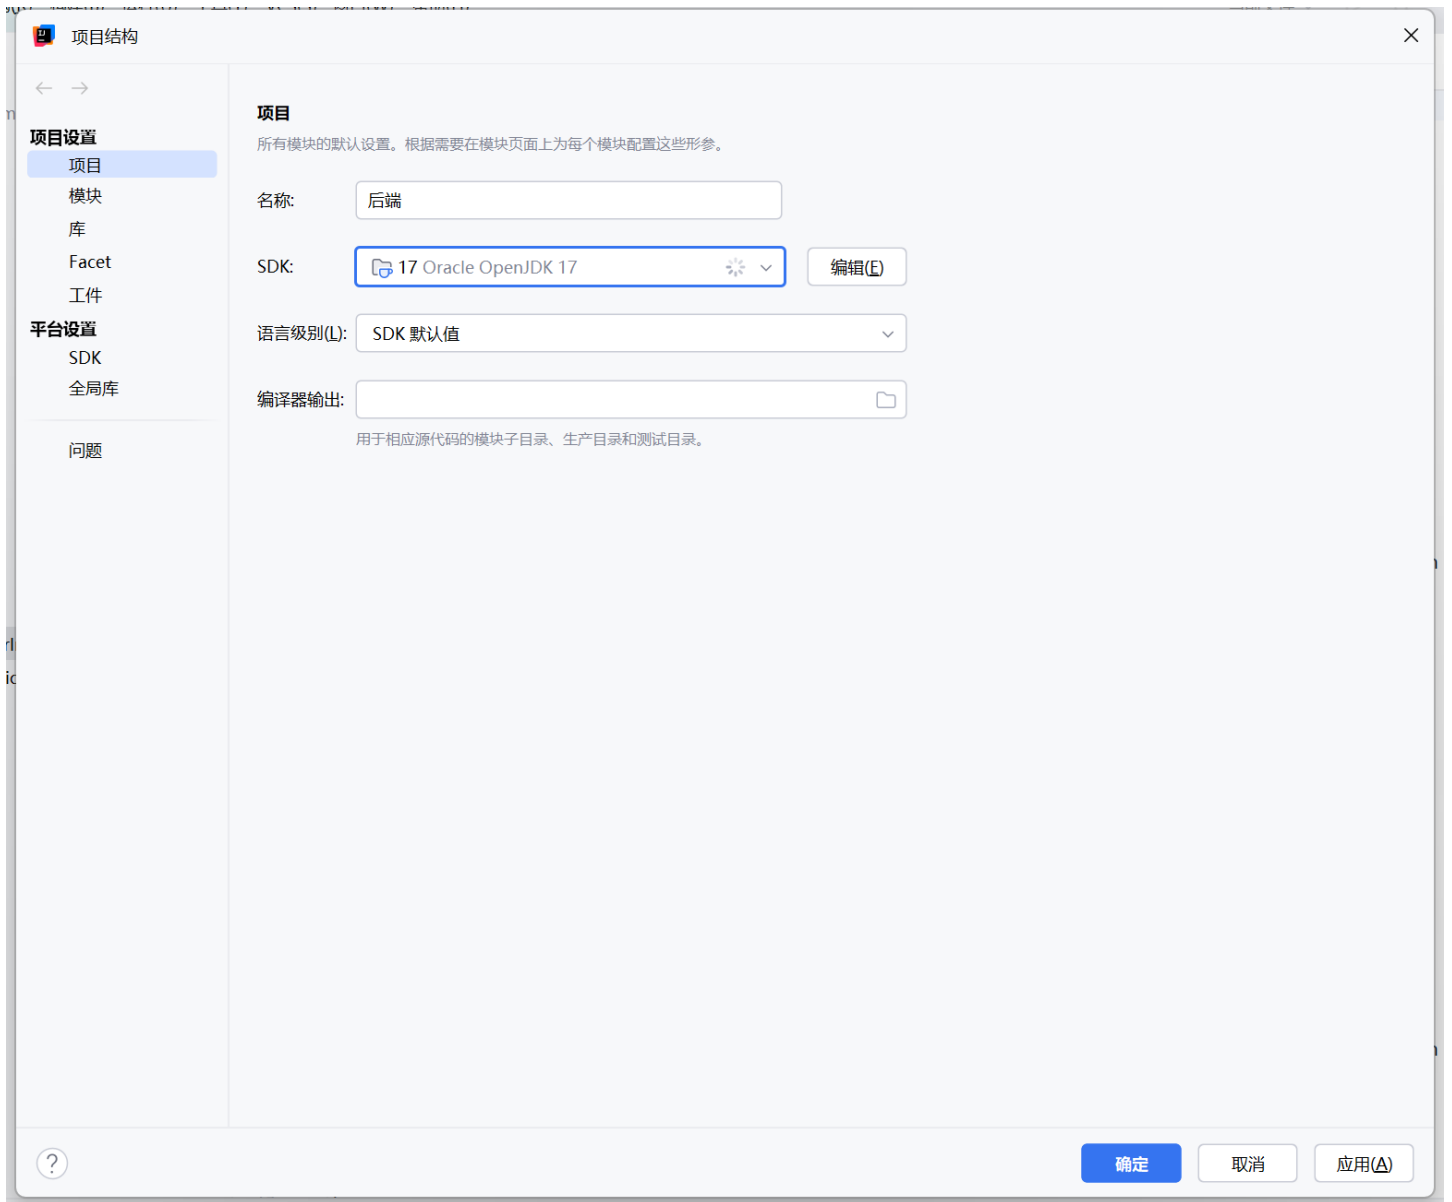 项目结构
项目设置
项目
模块
库
Facet
工件
平台设置
SDK
全局库
问题
项目
所有模块的默认设置。根据需要在模块页面上为每个模块配置这些形参。
名称:
后端
SDK:
17 Oracle OpenJDK 17
编辑(E)
语言级别(L):
SDK 默认值
编译器输出:
用于相应源代码的模块子目录、生产目录和测试目录。
?
确定
取消
应用(A)